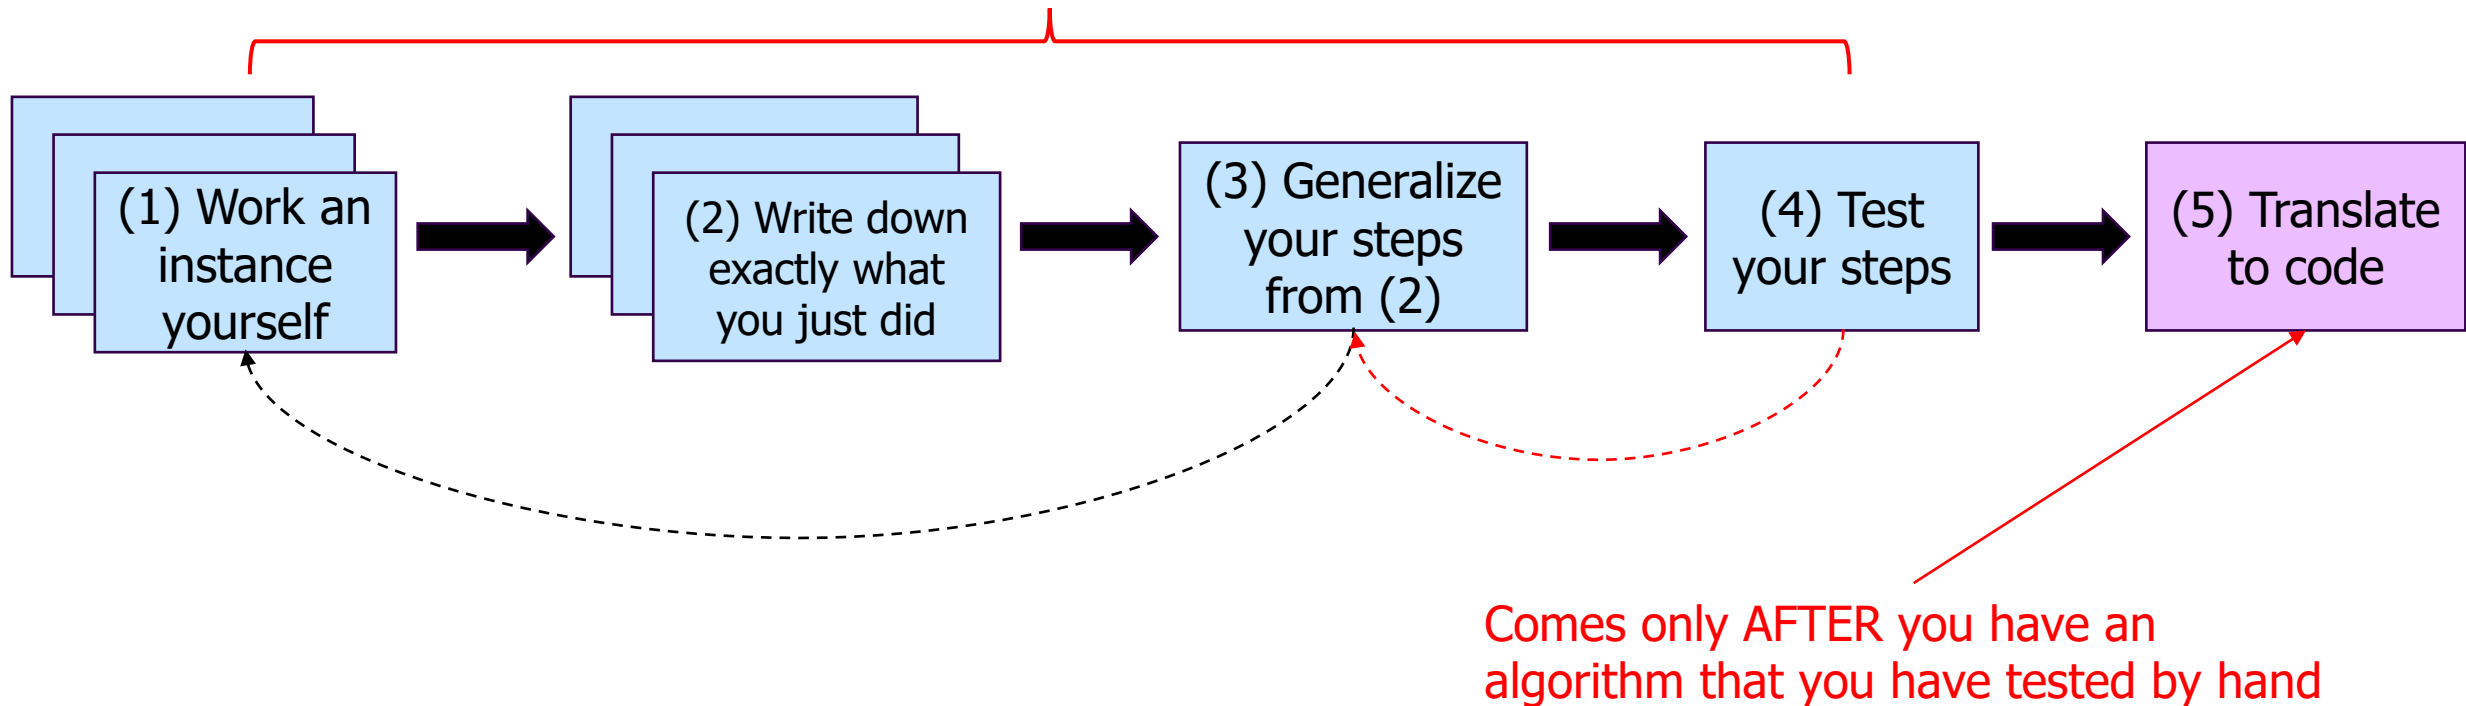 (1) Work an
instance
yourself
(2) Write down
exactly what
you just did
(3) Generalize
your steps
from (2)
(4) Test
your steps
(5) Translate
to code
Comes only AFTER you have an
algorithm that you have tested by hand